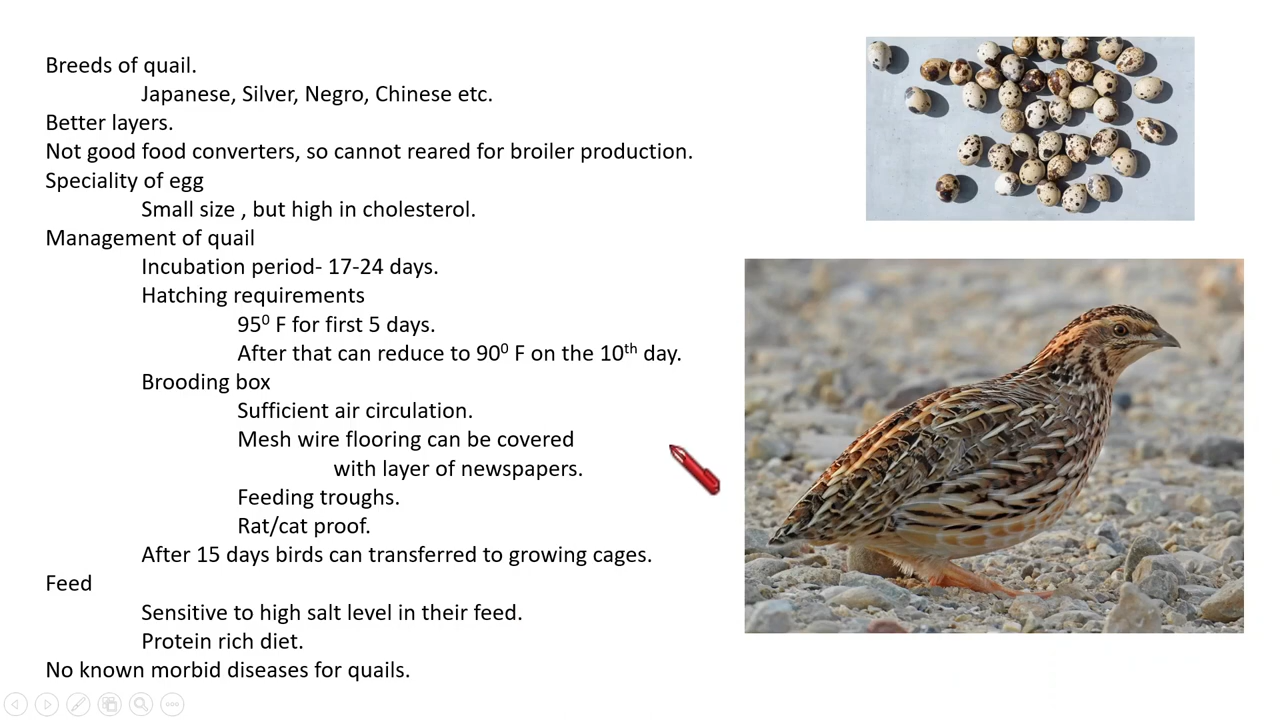 Breeds of quail.
Japanese, Silver, Negro, Chinese etc.
Better layers.
Not good food converters, so cannot reared for broiler production.
Speciality of egg
Small size , but high in cholesterol.
Management of quail
Incubation period- 17-24 days.
Hatching requirements
95⁰ F for first 5 days.
After that can reduce to 90⁰ F on the 10ᵗʰ day.
Brooding box
Sufficient air circulation.
Mesh wire flooring can be covered
with layer of newspapers.
Feeding troughs.
Rat/cat proof.
After 15 days birds can transferred to growing cages.
Feed
Sensitive to high salt level in their feed.
Protein rich diet.
No known morbid diseases for quails.